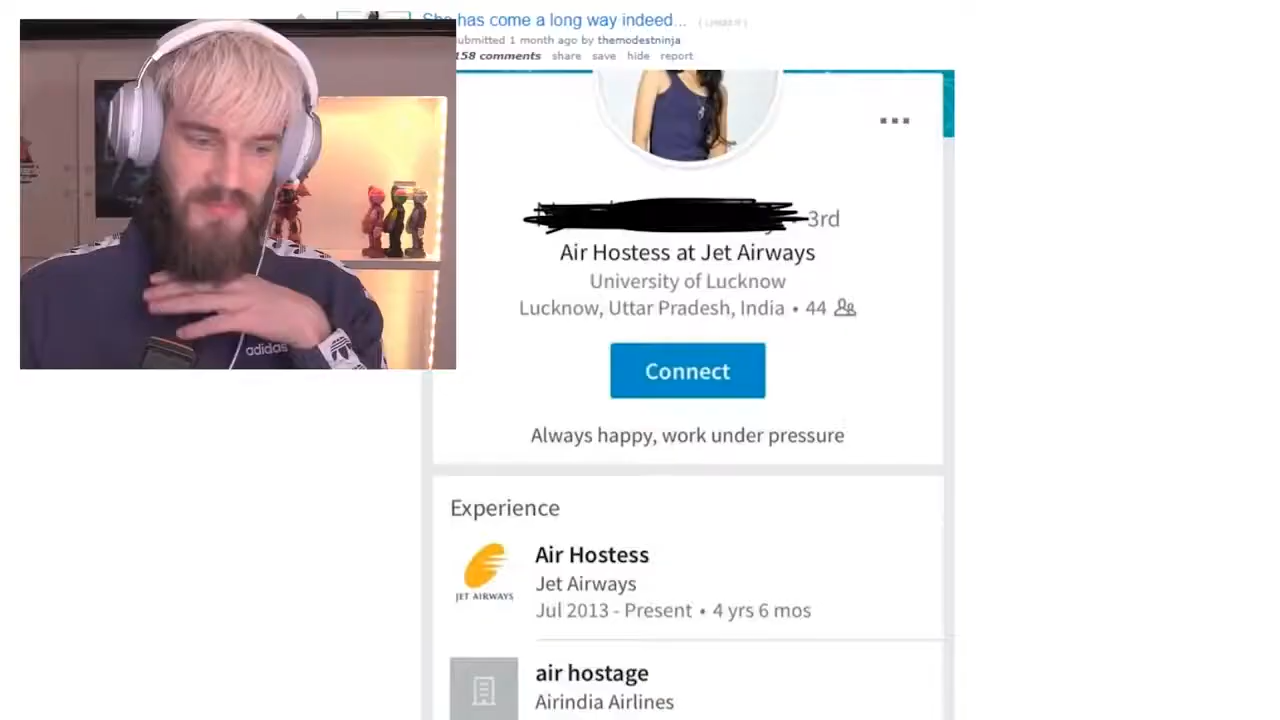 She has come a long way indeed...
submitted 1 month ago by themodestninja
158 comments share save hide report
3rd
Air Hostess at Jet Airways
University of Lucknow
Lucknow, Uttar Pradesh, India • 44
Connect
Always happy, work under pressure
Experience
Air Hostess
Jet Airways
JET AIRWAYS
Jul 2013 - Present • 4 yrs 6 mos
air hostage
Airindia Airlines
adidas